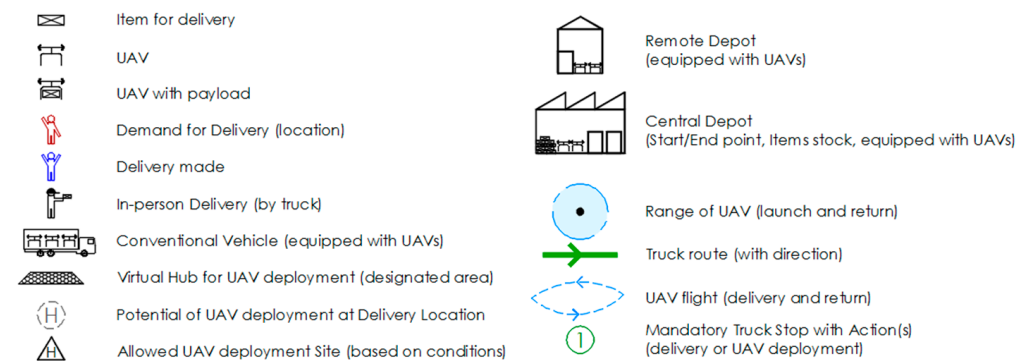 Item for delivery
UAV
UAV with payload
Demand for Delivery (location)
Delivery made
In-person Delivery (by truck)
Conventional Vehicle (equipped with UAVs)
Virtual Hub for UAV deployment (designated area)
H
Potential of UAV deployment at Delivery Location
H
Allowed UAV deployment Site (based on conditions)
Remote Depot
(equipped with UAVs)
Central Depot
(Start/End point, Items stock, equipped with UAVs)
Range of UAV (launch and return)
Truck route (with direction)
UAV flight (delivery and return)
1
Mandatory Truck Stop with Action(s)
(delivery or UAV deployment)